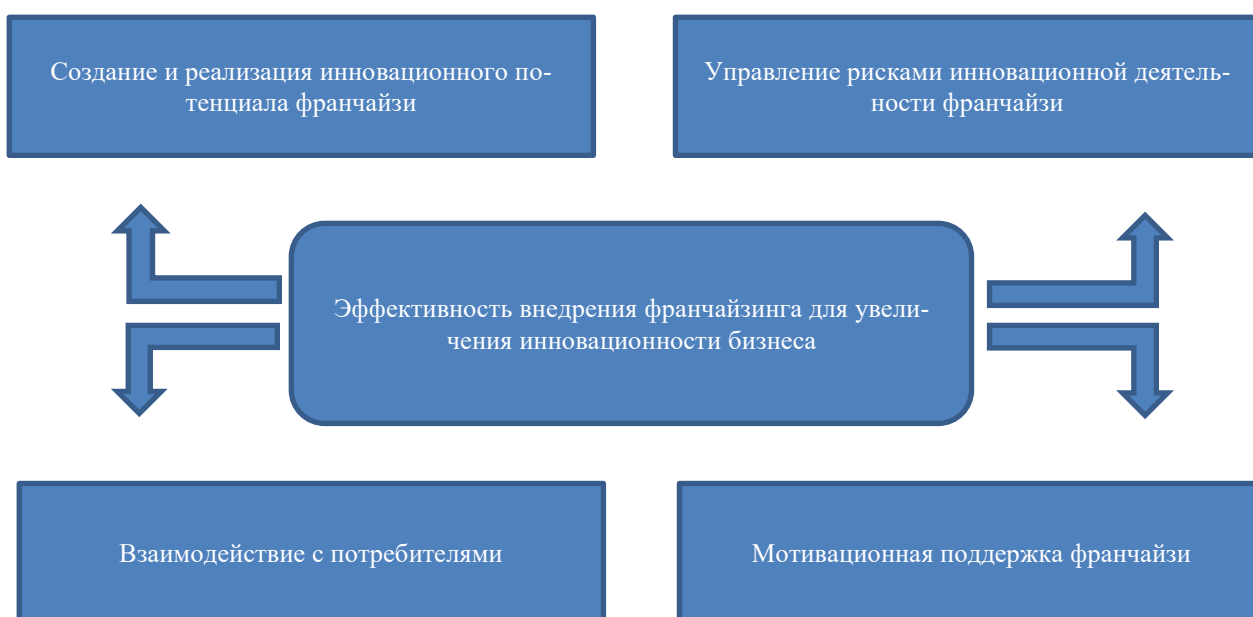 Создание и реализация инновационного по-
тенциала франчайзи
Управление рисками инновационной деятель-
ности франчайзи
Эффективность внедрения франчайзинга для увели-
чения инновационности бизнеса
Взаимодействие с потребителями
Мотивационная поддержка франчайзи